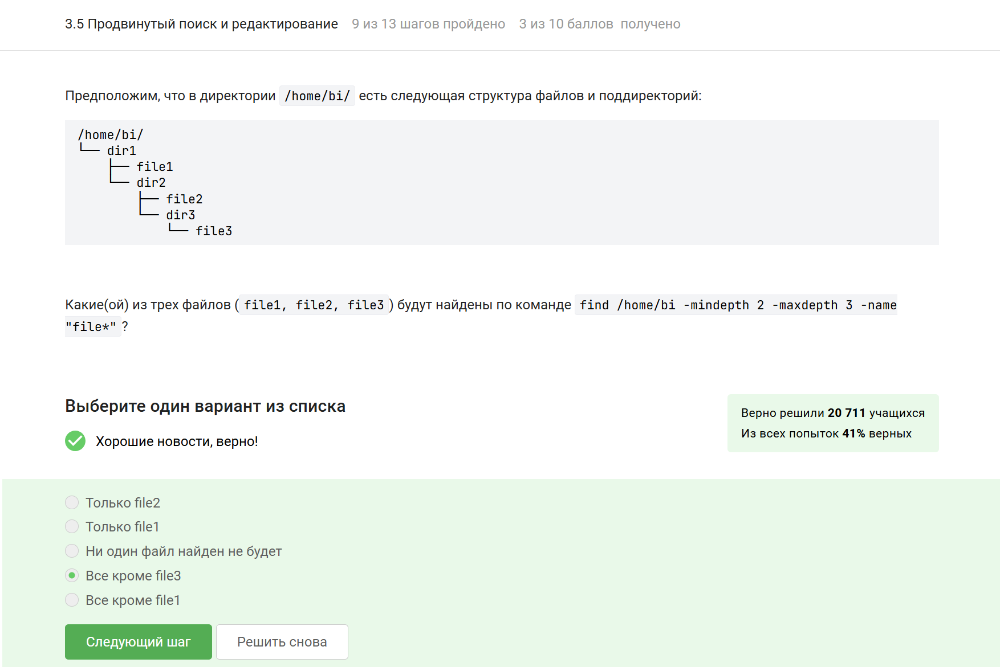 3.5 Продвинутый поиск и редактирование 9 из 13 шагов пройдено 3 из 10 баллов получено
Предположим, что в директории /home/bi/ есть следующая структура файлов и поддиректорий:
/home/bi/
└── dir1
    ├── file1
    └── dir2
        ├── file2
        └── dir3
            └── file3
Какие(ой) из трех файлов ( file1, file2, file3 ) будут найдены по команде find /home/bi -mindepth 2 -maxdepth 3 -name
"file*" ?
Выберите один вариант из списка
Хорошие новости, верно!
Верно решили 20 711 учащихся
Из всех попыток 41% верных
Только file2
Только file1
Ни один файл найден не будет
Все кроме file3
Все кроме file1
Следующий шаг Решить снова